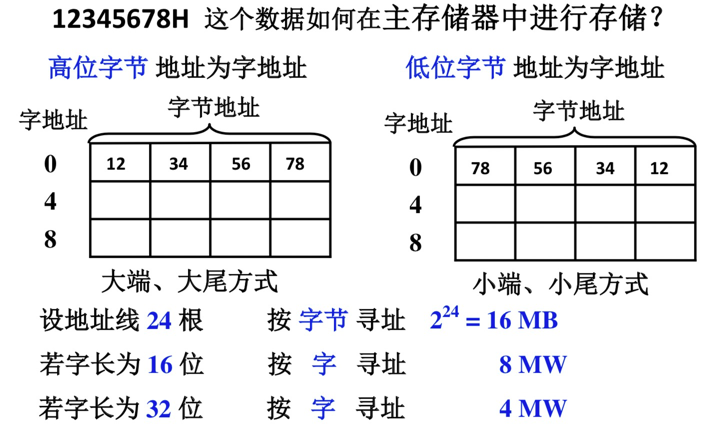 12345678H 这个数据如何在主存储器中进行存储？
高位字节 地址为字地址
字节地址
字地址
0 12 34 56 78
4
8
大端、大尾方式
低位字节 地址为字地址
字节地址
字地址
0 78 56 34 12
4
8
小端、小尾方式
设地址线 24 根 按 字节 寻址 2²⁴ = 16 MB
若字长为 16 位 按 字 寻址 8 MW
若字长为 32 位 按 字 寻址 4 MW